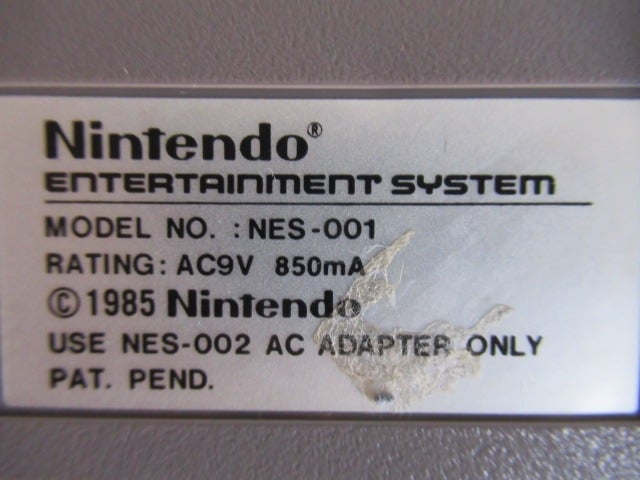 Nintendo®
ENTERTAINMENT SYSTEM
MODEL NO. : NES-001
RATING: AC9V 850mA
©1985 Nintendo
USE NES-002 AC ADAPTER ONLY
PAT. PEND.